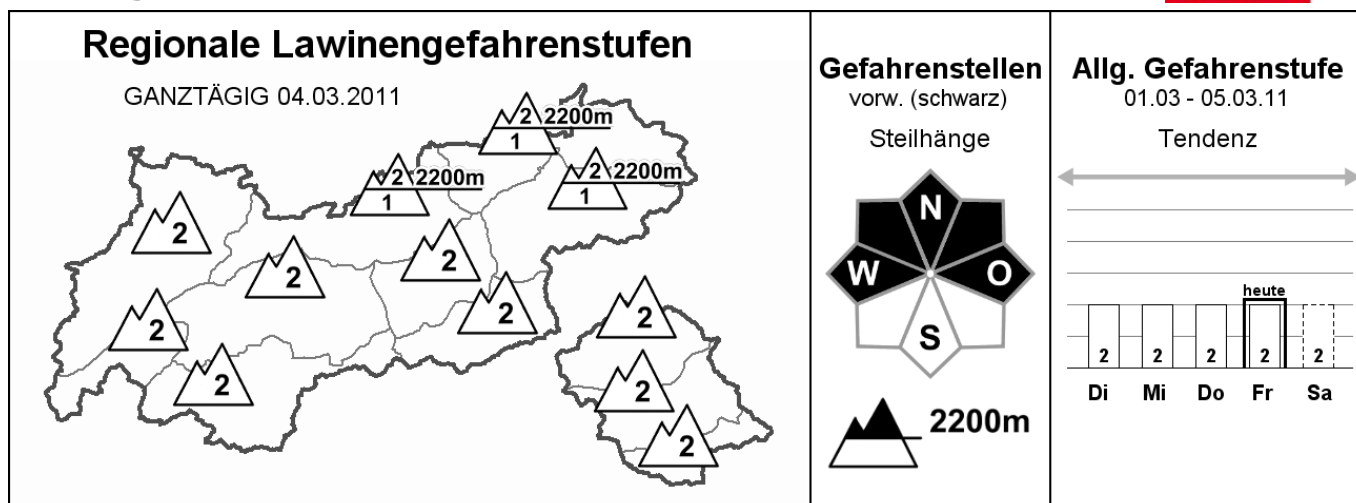 Regionale Lawinengefahrenstufen
GANZTÄGIG 04.03.2011
2 2200m
1
2 2200m
1
2 2200m
1
2
2
2
2
2
2
2
2
2
Gefahrenstellen
vorw. (schwarz)
Steilhänge
N
W O
S
2200m
Allg. Gefahrenstufe
01.03 - 05.03.11
Tendenz
heute
2 2 2 2 2
Di Mi Do Fr Sa